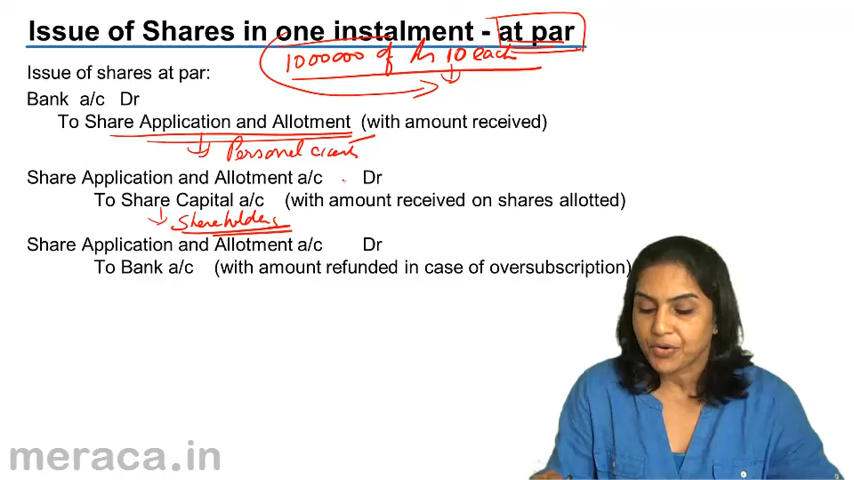 Issue of Shares in one instalment - at par
1000000 of Rs 10 each
Issue of shares at par:
Bank a/c Dr
To Share Application and Allotment (with amount received)
Personal
Share Application and Allotment a/c Dr
To Share Capital a/c (with amount received on shares allotted)
Shareholders
Share Application and Allotment a/c Dr
To Bank a/c (with amount refunded in case of oversubscription)
meraca.in